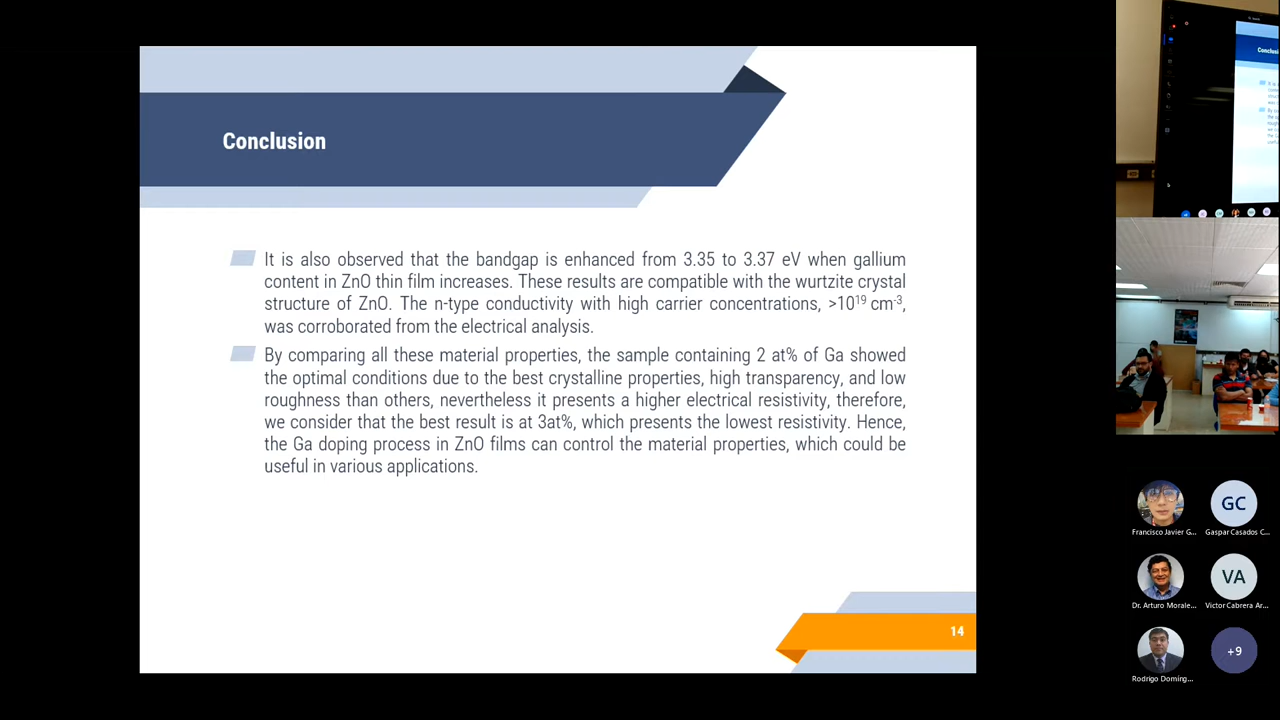 Conclusion
It is also observed that the bandgap is enhanced from 3.35 to 3.37 eV when gallium
content in ZnO thin film increases. These results are compatible with the wurtzite crystal
structure of ZnO. The n-type conductivity with high carrier concentrations, >10¹⁹ cm⁻³,
was corroborated from the electrical analysis.
By comparing all these material properties, the sample containing 2 at% of Ga showed
the optimal conditions due to the best crystalline properties, high transparency, and low
roughness than others, nevertheless it presents a higher electrical resistivity, therefore,
we consider that the best result is at 3at%, which presents the lowest resistivity. Hence,
the Ga doping process in ZnO films can control the material properties, which could be
useful in various applications.
14
GC
Francisco Javier G...
Gaspar Casados C...
VA
Dr. Arturo Morale...
Victor Cabrera Ar...
+9
Rodrigo Doming...